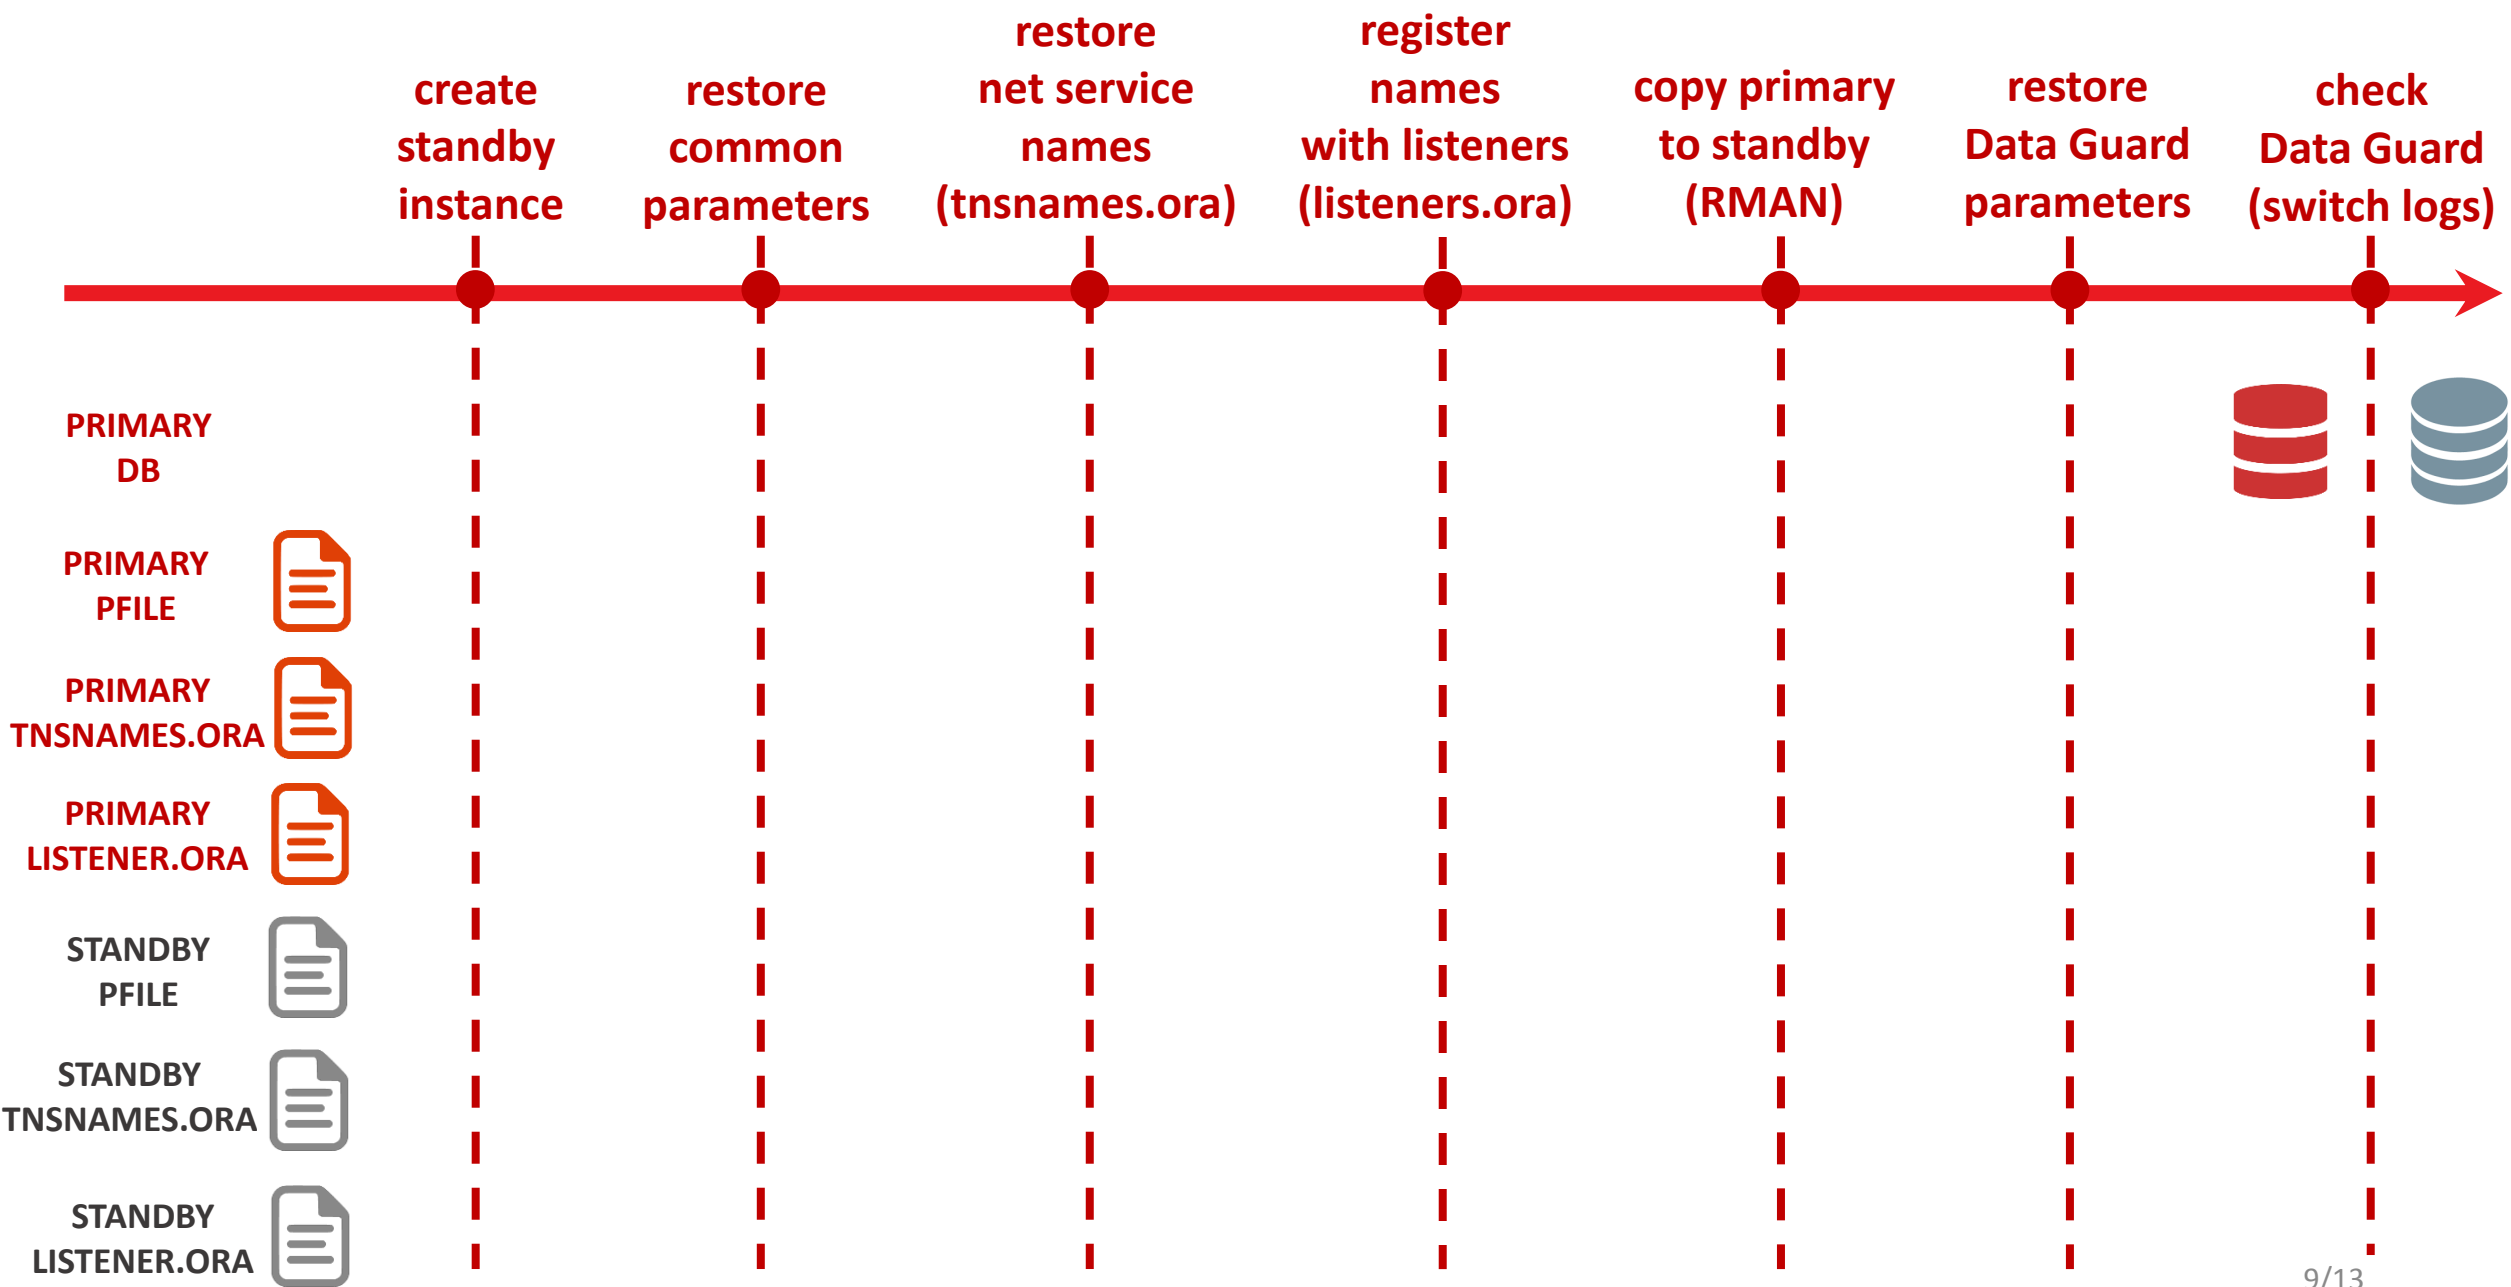 create
standby
instance
restore
common
parameters
restore
net service
names
(tnsnames.ora)
register
names
with listeners
(listeners.ora)
copy primary
to standby
(RMAN)
restore
Data Guard
parameters
check
Data Guard
(switch logs)
PRIMARY
DB
PRIMARY
PFILE
PRIMARY
TNSNAMES.ORA
PRIMARY
LISTENER.ORA
STANDBY
PFILE
STANDBY
TNSNAMES.ORA
STANDBY
LISTENER.ORA
9/13